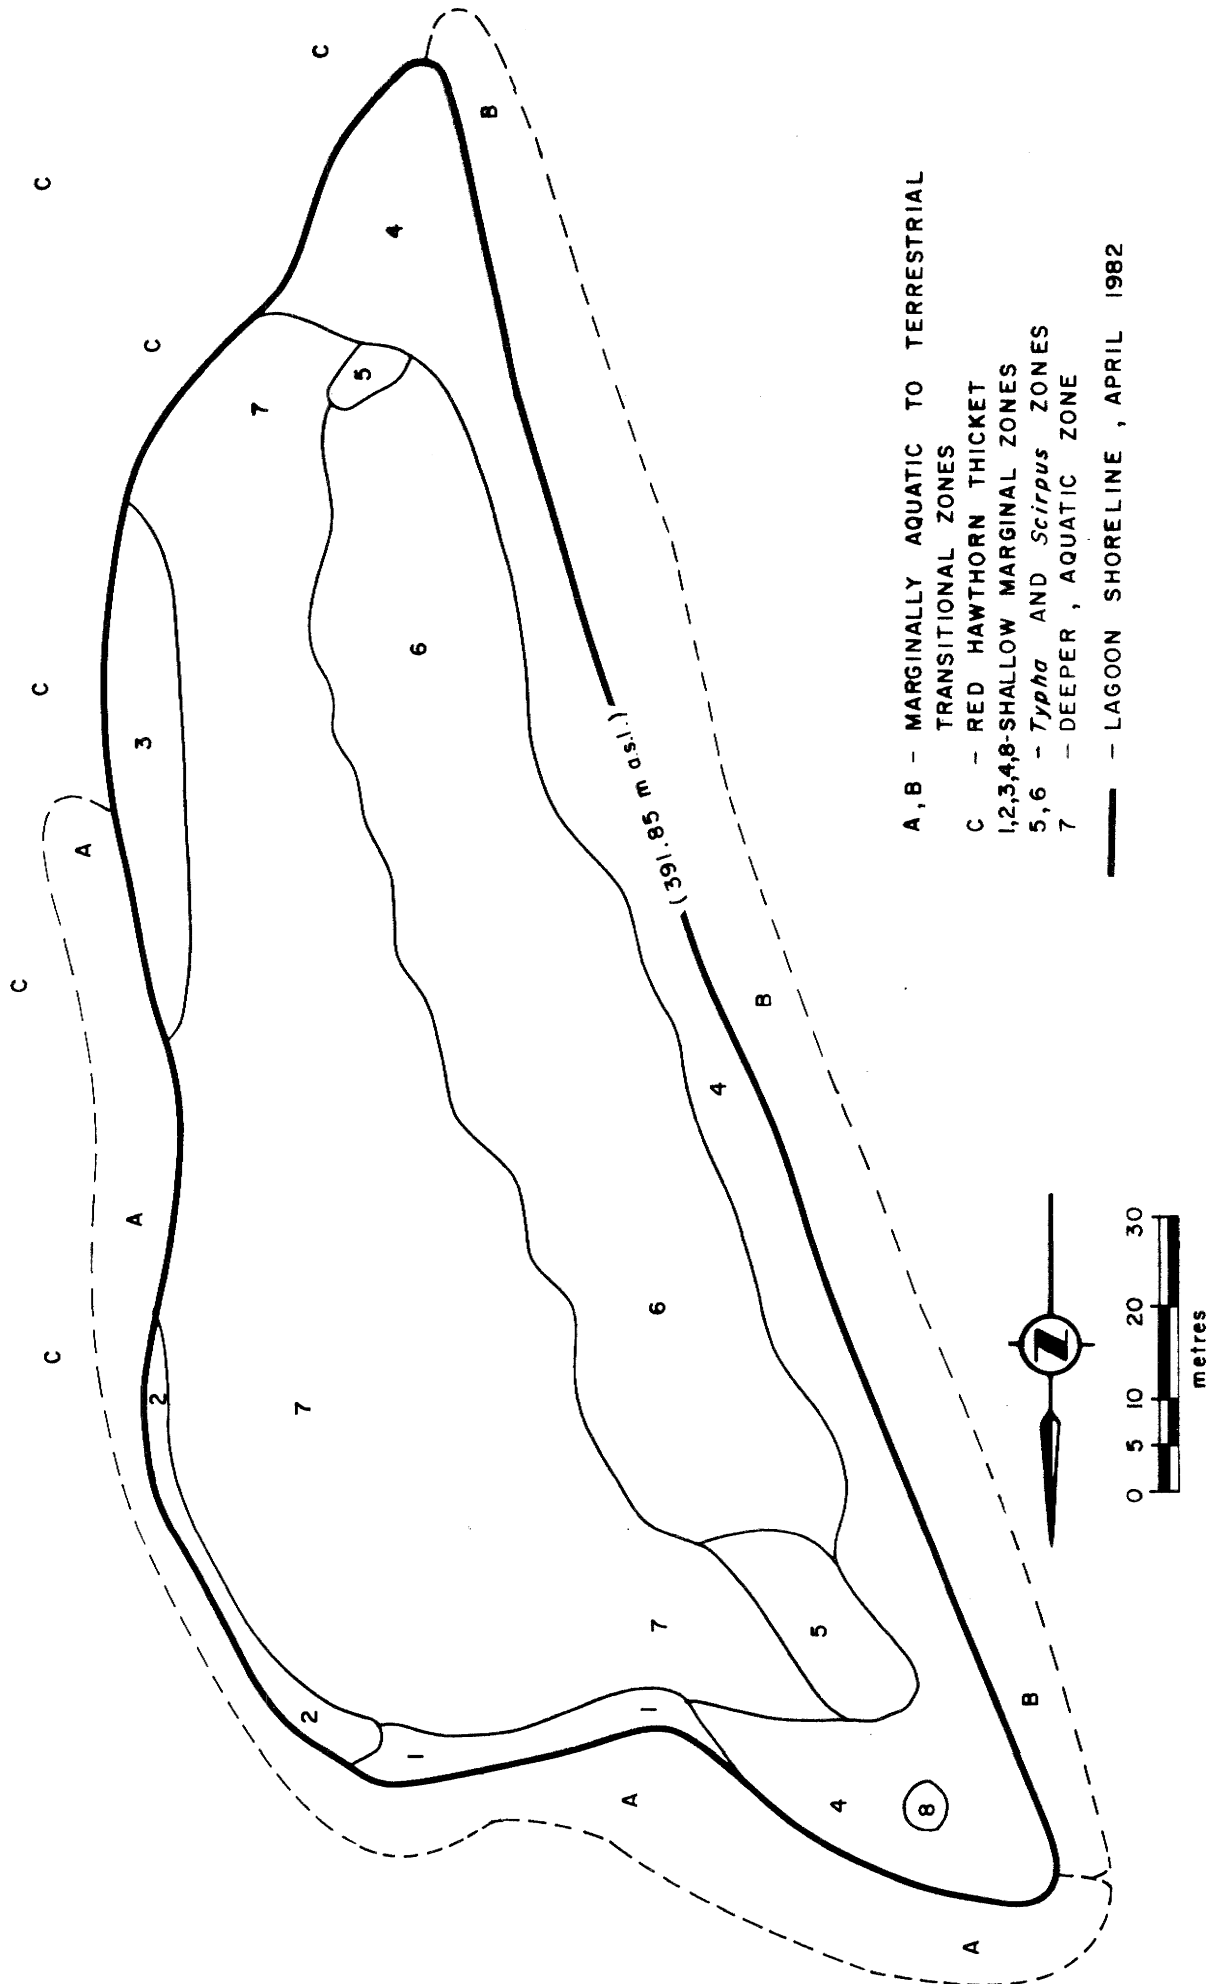 C
C
C
C
C
C
A
A
A
A
B
B
B
1
1
2
2
3
4
4
4
5
5
6
6
7
7
7
8
(391.85 m a.s.l.)
A, B - MARGINALLY AQUATIC TO TERRESTRIAL
TRANSITIONAL ZONES
C - RED HAWTHORN THICKET
1,2,3,4,8-SHALLOW MARGINAL ZONES
5, 6 - Typha AND Scirpus ZONES
7 - DEEPER, AQUATIC ZONE
— LAGOON SHORELINE, APRIL 1982
N
0 5 10 20 30
metres